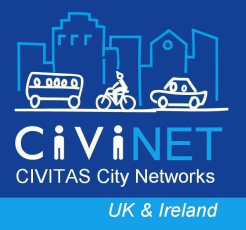 CiViNET
CIVITAS City Networks
UK & Ireland